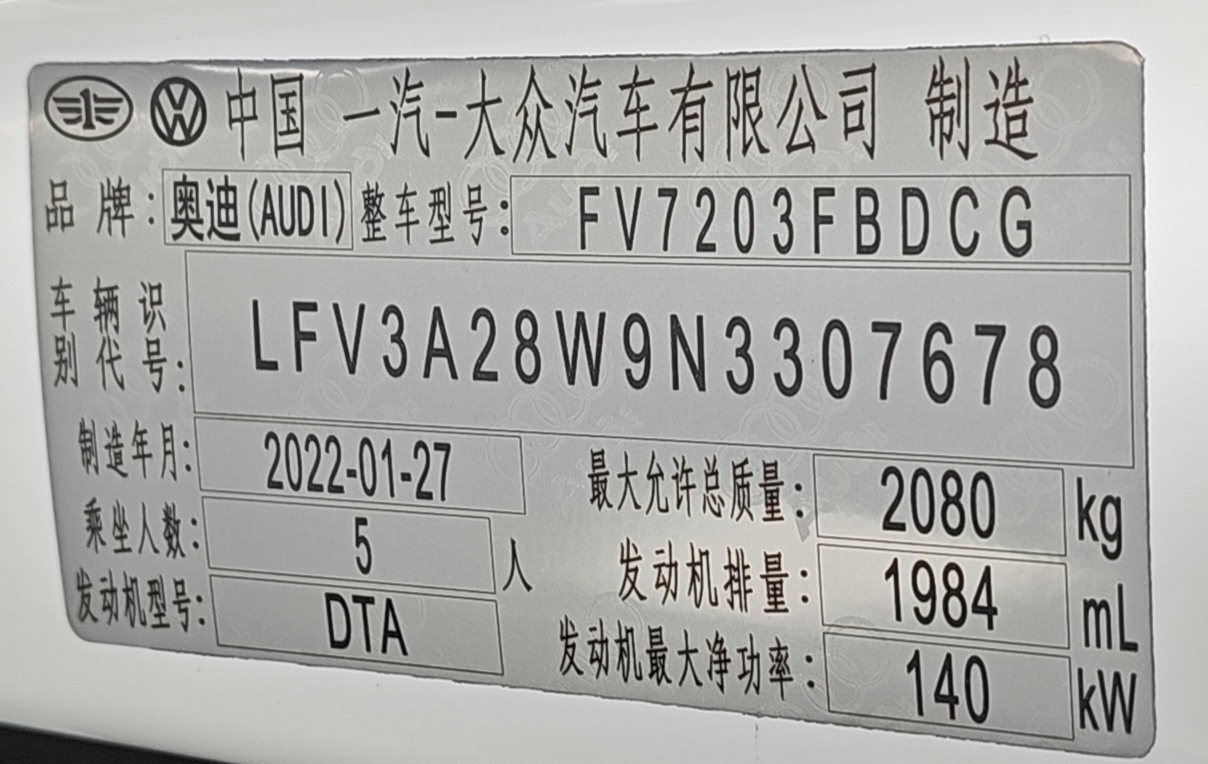 中国 一汽-大众汽车有限公司 制造
品牌: 奥迪(AUDI) 整车型号: FV7203FBDCG
车辆识别代号: LFV3A28W9N3307678
制造年月: 2022-01-27
最大允许总质量: 2080 kg
乘坐人数: 5 人
发动机排量: 1984 mL
发动机型号: DTA
发动机最大净功率: 140 kW